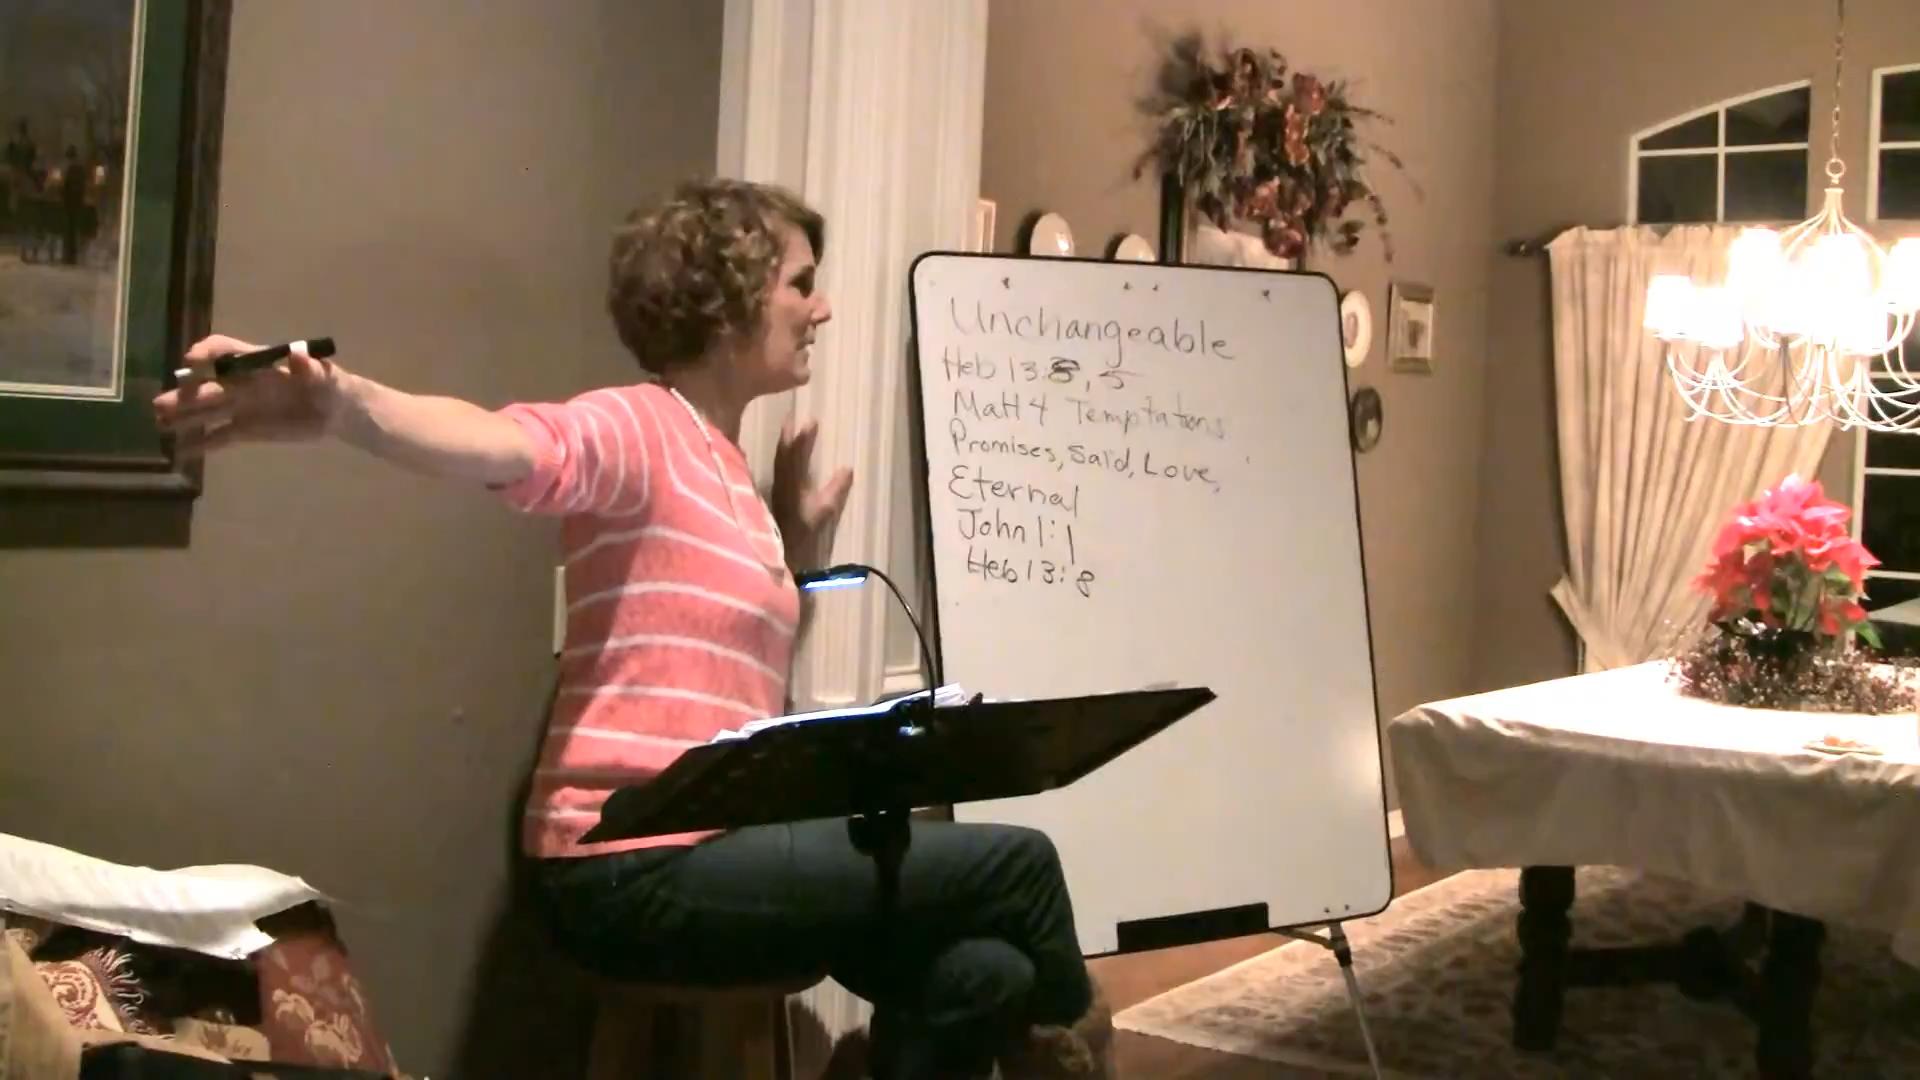 Unchangeable
Heb 13:8, 5
Matt 4 Temptations
Promises, Said, Love,
Eternal
John 1:1
Heb 13:8